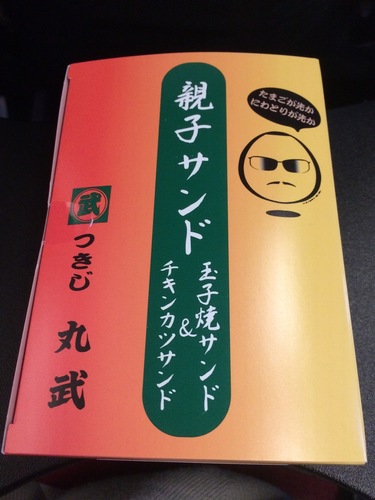 たまごが先か
にわとりが先か
親子サンド
玉子焼サンド
&
チキンカツサンド
武
つきじ 丸武